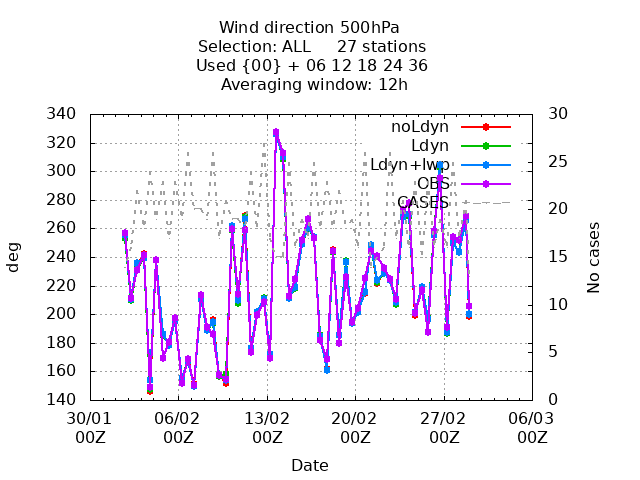 Wind direction 500hPa
Selection: ALL 27 stations
Used {00} + 06 12 18 24 36
Averaging window: 12h
340 30
320
300 25
280
260 20
240
220 15
200 10
180
160 5
140 0
noLdyn
Ldyn
Ldyn+lwp
OBS
CASES
deg
No cases
30/01 06/02 13/02 20/02 27/02 06/03
00Z 00Z 00Z 00Z 00Z 00Z
Date